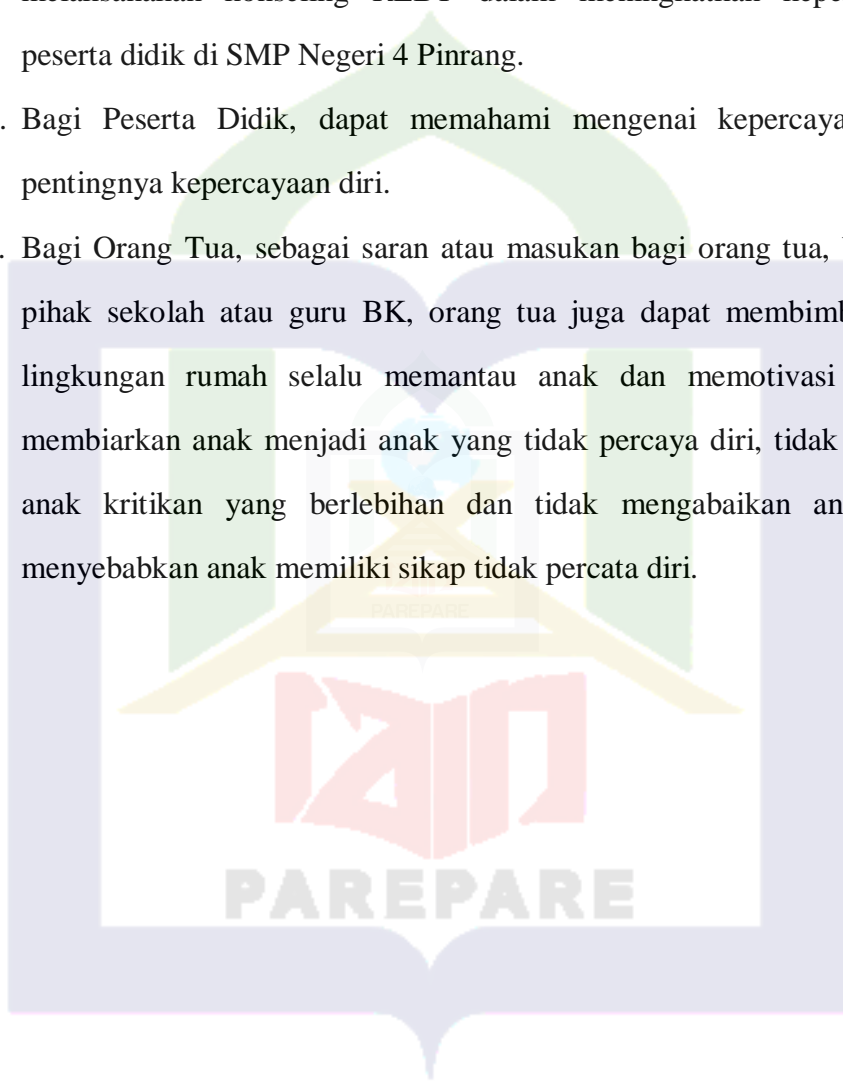 peserta didik di SMP Negeri 4 Pinrang.
. Bagi Peserta Didik, dapat memahami mengenai
pentingnya kepercayaan diri.
. Bagi Orang Tua, sebagai saran atau masukan bagi orang tua,
pihak sekolah atau guru BK, orang tua juga dapat
lingkungan rumah selalu memantau anak dan memotivasi
membiarkan anak menjadi anak yang tidak percaya diri, tidak
anak kritikan yang berlebihan dan tidak mengabaikan
menyebabkan anak memiliki sikap tidak percata diri.
PAREPARE
iain
PAREPARE